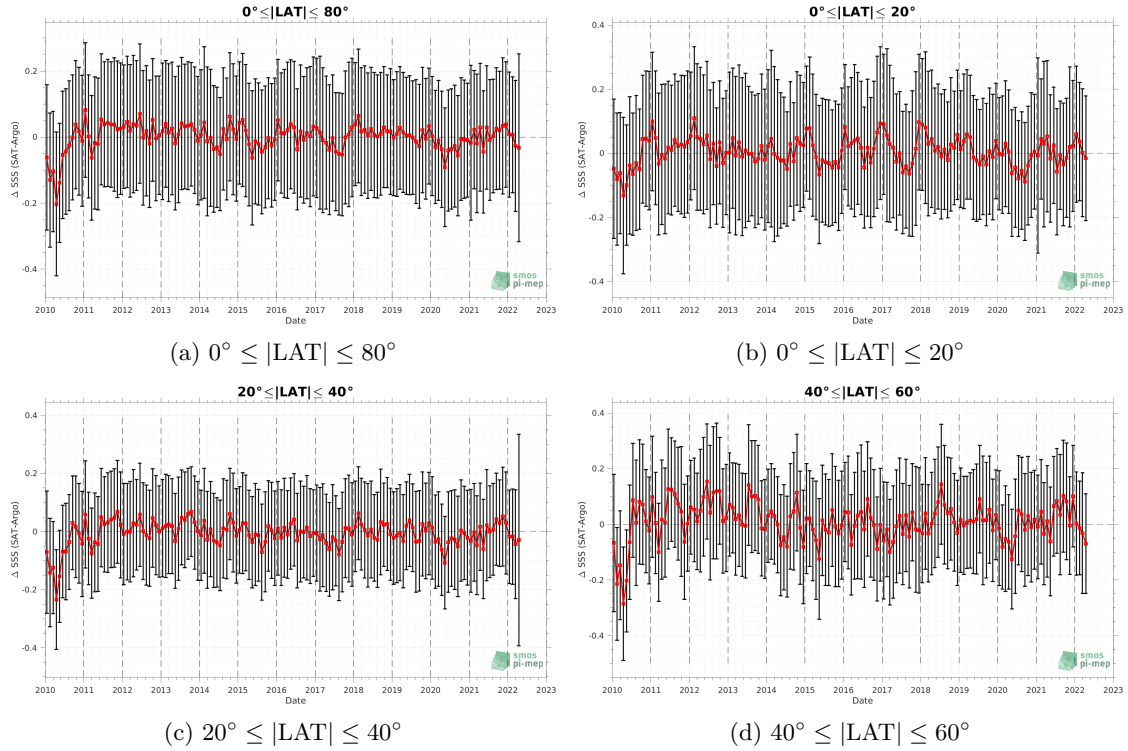 0°≤|LAT|≤ 80°
Δ SSS (SAT-Argo)
0.2
0
-0.2
-0.4
smos
pi-mep
2010 2011 2012 2013 2014 2015 2016 2017 2018 2019 2020 2021 2022 2023
Date
(a) 0° ≤ |LAT| ≤ 80°
0°≤|LAT|≤ 20°
Δ SSS (SAT-Argo)
0.4
0.2
0
-0.2
-0.4
smos
pi-mep
2010 2011 2012 2013 2014 2015 2016 2017 2018 2019 2020 2021 2022 2023
Date
(b) 0° ≤ |LAT| ≤ 20°
20°≤|LAT|≤ 40°
Δ SSS (SAT-Argo)
0.4
0.2
0
-0.2
-0.4
smos
pi-mep
2010 2011 2012 2013 2014 2015 2016 2017 2018 2019 2020 2021 2022 2023
Date
(c) 20° ≤ |LAT| ≤ 40°
40°≤|LAT|≤ 60°
Δ SSS (SAT-Argo)
0.4
0.2
0
-0.2
-0.4
smos
pi-mep
2010 2011 2012 2013 2014 2015 2016 2017 2018 2019 2020 2021 2022 2023
Date
(d) 40° ≤ |LAT| ≤ 60°